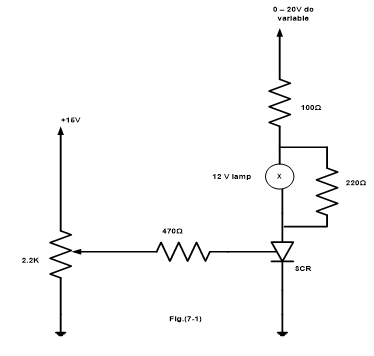 0 – 20V dc
variable
100Ω
+15V
12 V lamp
X
220Ω
470Ω
2.2K
SCR
Fig.(7-1)